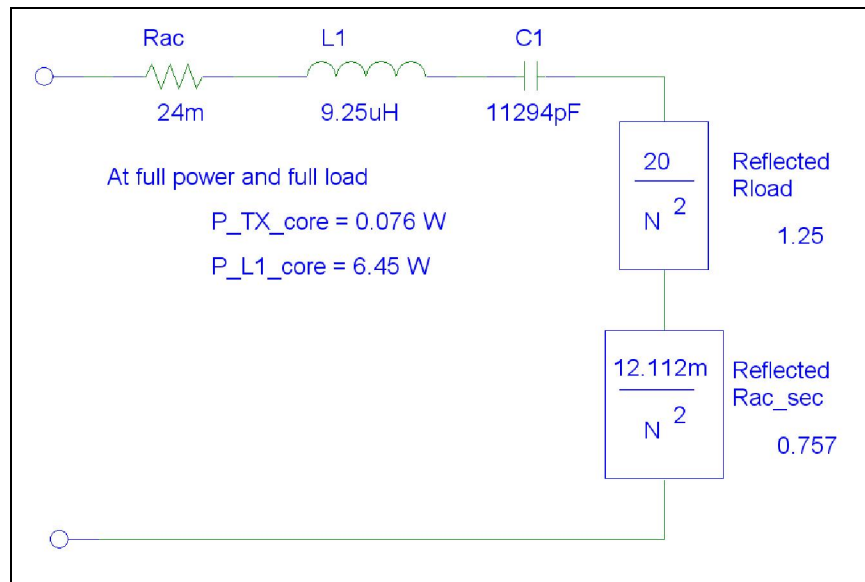 Rac
L1
C1
24m
9.25uH
11294pF
At full power and full load
P_TX_core = 0.076 W
P_L1_core = 6.45 W
20
N 2
Reflected
Rload
1.25
12.112m
N 2
Reflected
Rac_sec
0.757